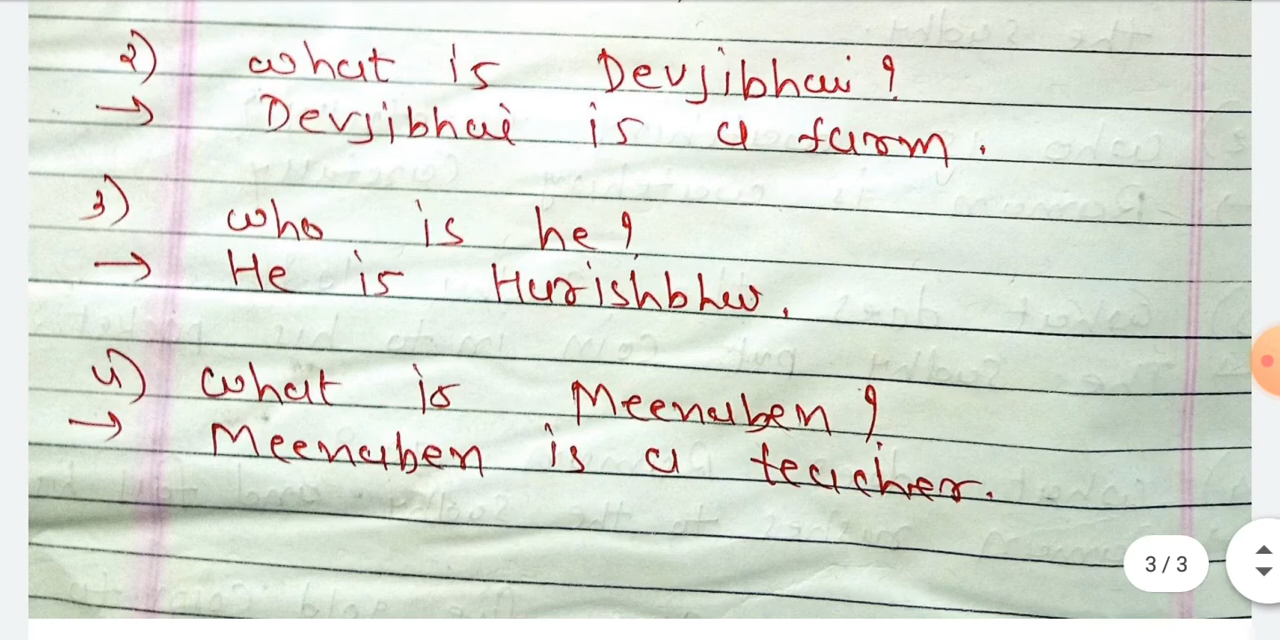 2) what is Devjibhai?
→ Devjibhai is a farm.
3) who is he?
→ He is Harishbhai.
4) what is Meenaben?
→ Meenaben is a teacher.
3 / 3